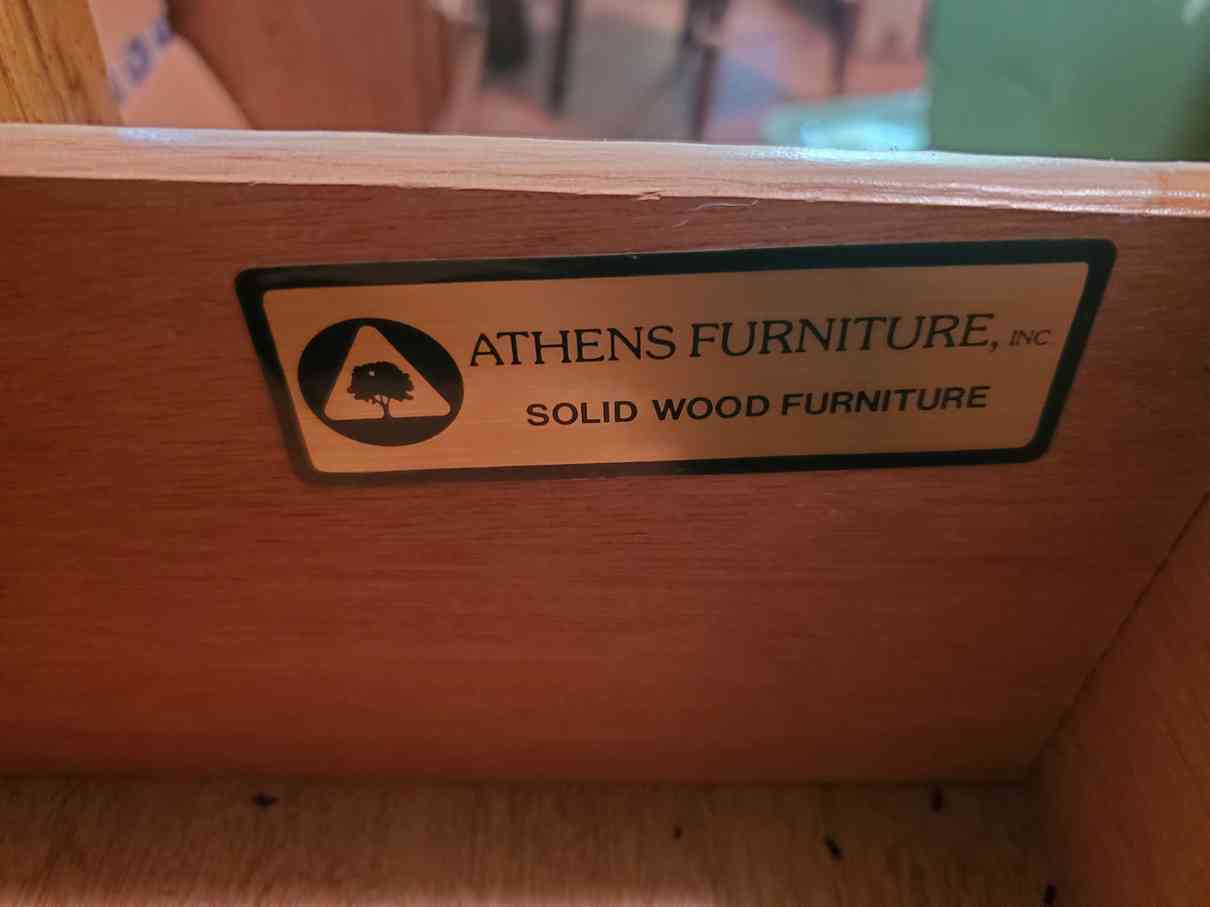 ATHENS FURNITURE, INC
SOLID WOOD FURNITURE